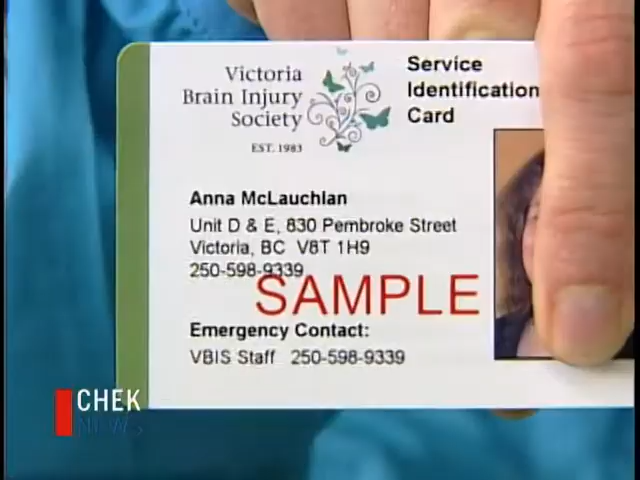 Victoria
Brain Injury
Society
EST. 1983
Service
Identification
Card
Anna McLauchlan
Unit D & E, 830 Pembroke Street
Victoria, BC V8T 1H9
250-598-9339
SAMPLE
Emergency Contact:
VBIS Staff 250-598-9339
CHEK
NEWS